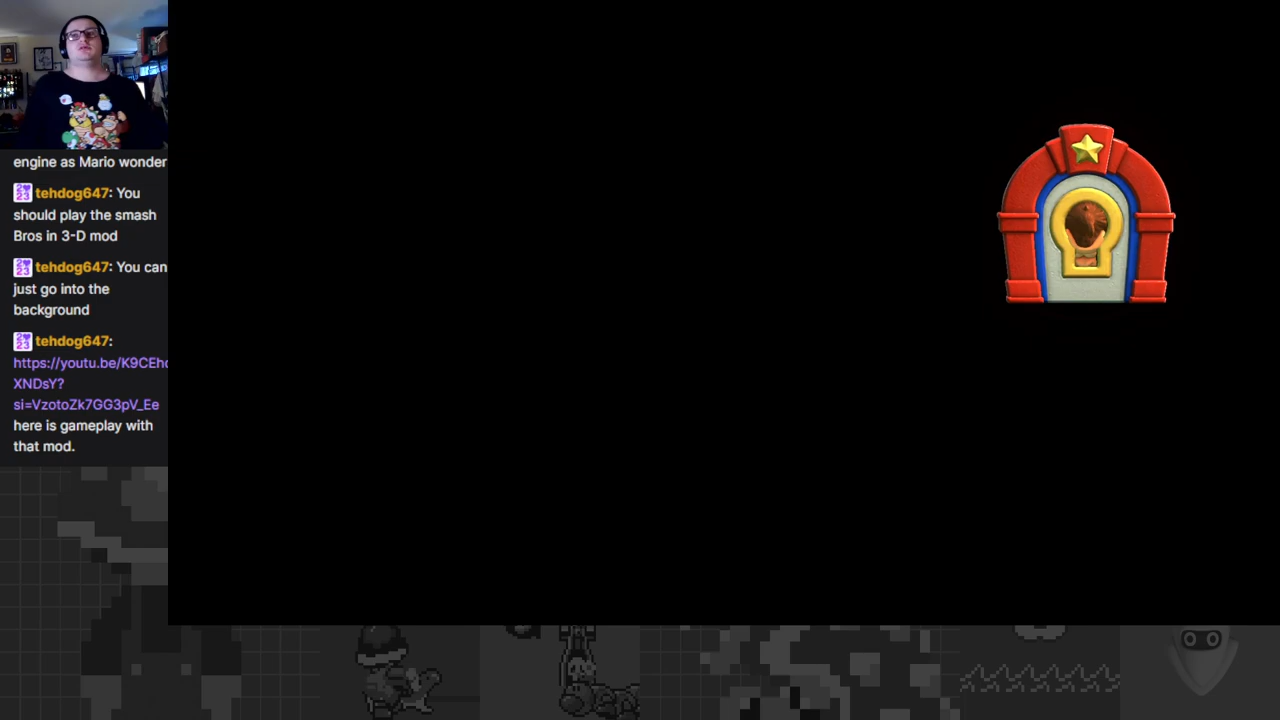 engine as Mario wonder
tehdog647: You
should play the smash
Bros in 3-D mod
tehdog647: You can
just go into the
background
tehdog647:
https://youtu.be/K9CEh
XNDsY?
si=VzotoZk7GG3pV_Ee
here is gameplay with
that mod.